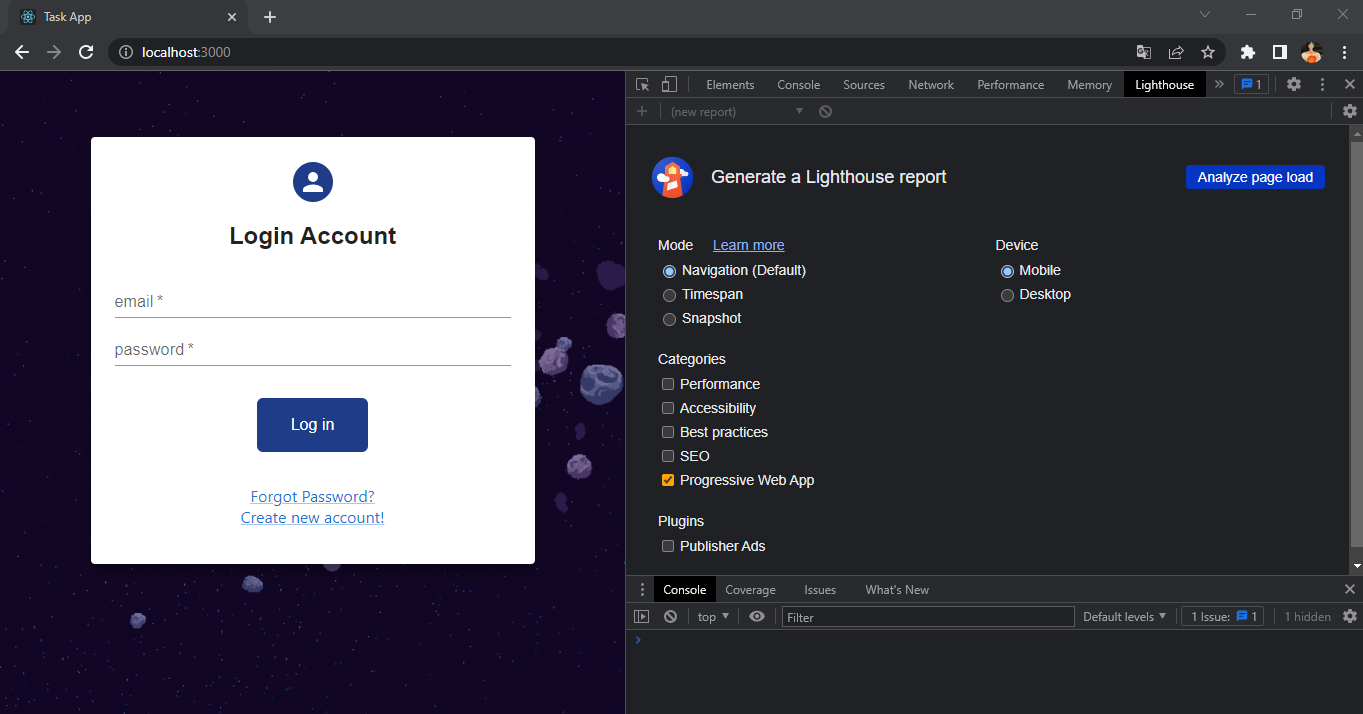 Task App
localhost:3000
Elements Console Sources Network Performance Memory Lighthouse » 1
(new report)
Generate a Lighthouse report
Analyze page load
Mode Learn more Device
Navigation (Default) Mobile
Timespan Desktop
Snapshot
Categories
Performance
Accessibility
Best practices
SEO
Progressive Web App
Plugins
Publisher Ads
Console Coverage Issues What's New
top Filter Default levels 1 Issue: 1 1 hidden
Login Account
email *
password *
Log in
Forgot Password?
Create new account!